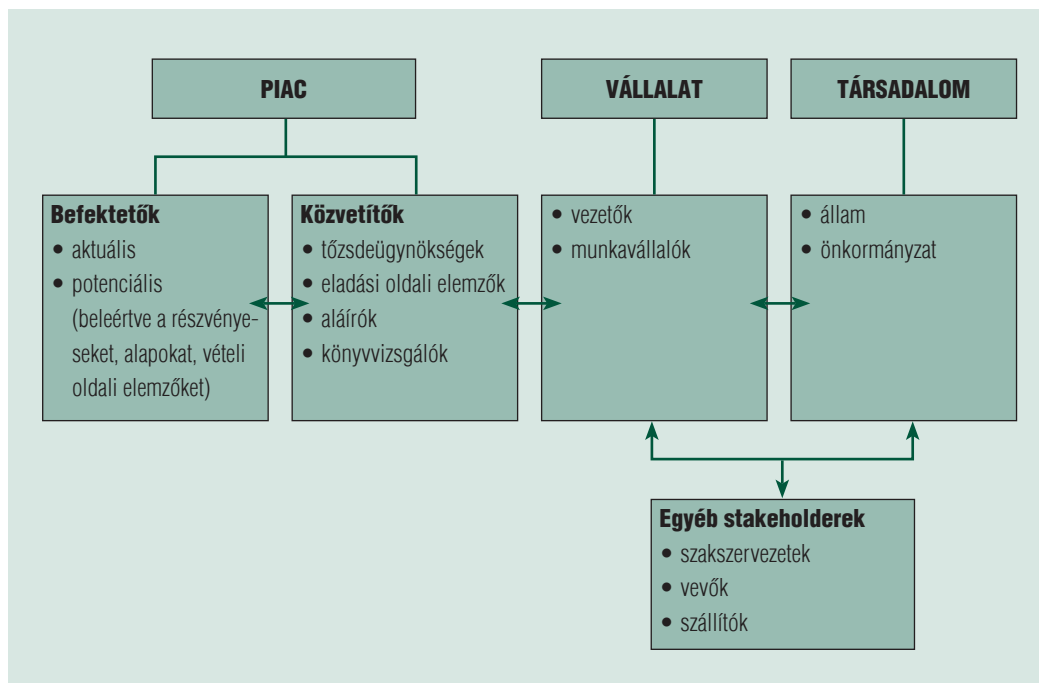 PIAC
VÁLLALAT
TÁRSADALOM
Befektetők
• aktuális
• potenciális
(beleértve a részvénye-
seket, alapokat, vételi
oldali elemzőket)
Közvetítők
• tőzsdeügynökségek
• eladási oldali elemzők
• aláírók
• könyvvizsgálók
• vezetők
• munkavállalók
• állam
• önkormányzat
Egyéb stakeholderek
• szakszervezetek
• vevők
• szállítók